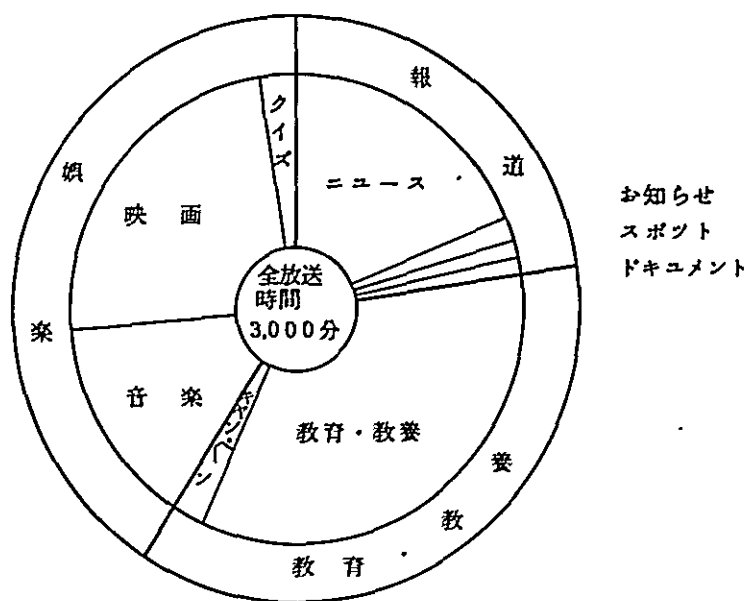 報道
娯楽
教育・教養
クイズ
ニュース
映画
音楽
キャンペーン
教育・教養
全放送
時間
3,000分
お知らせ
スポット
ドキュメント